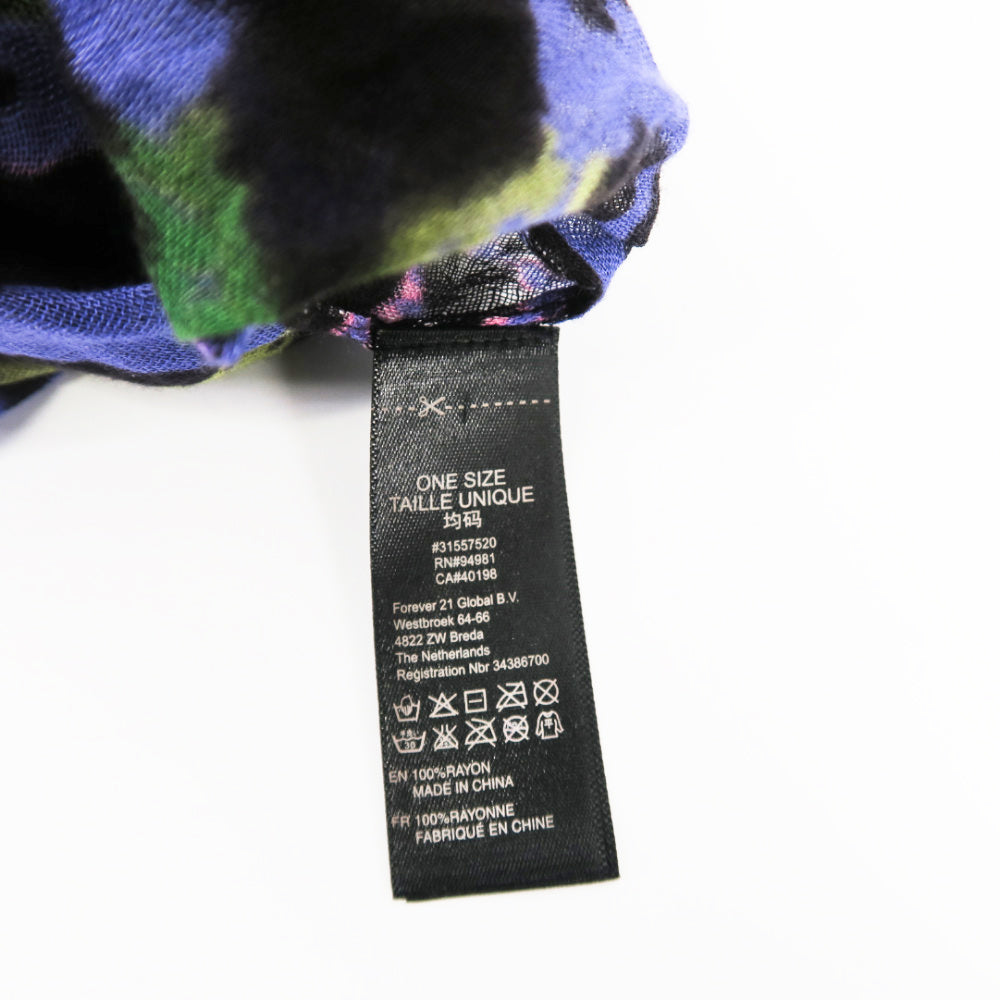 ONE SIZE
TAILLE UNIQUE
均码
#31557520
RN#94981
CA#40198
Forever 21 Global B.V.
Westbroek 64-66
4822 ZW Breda
The Netherlands
Registration Nbr 34386700
30
EN 100%RAYON
MADE IN CHINA
FR 100%RAYONNE
FABRIQUÉ EN CHINE